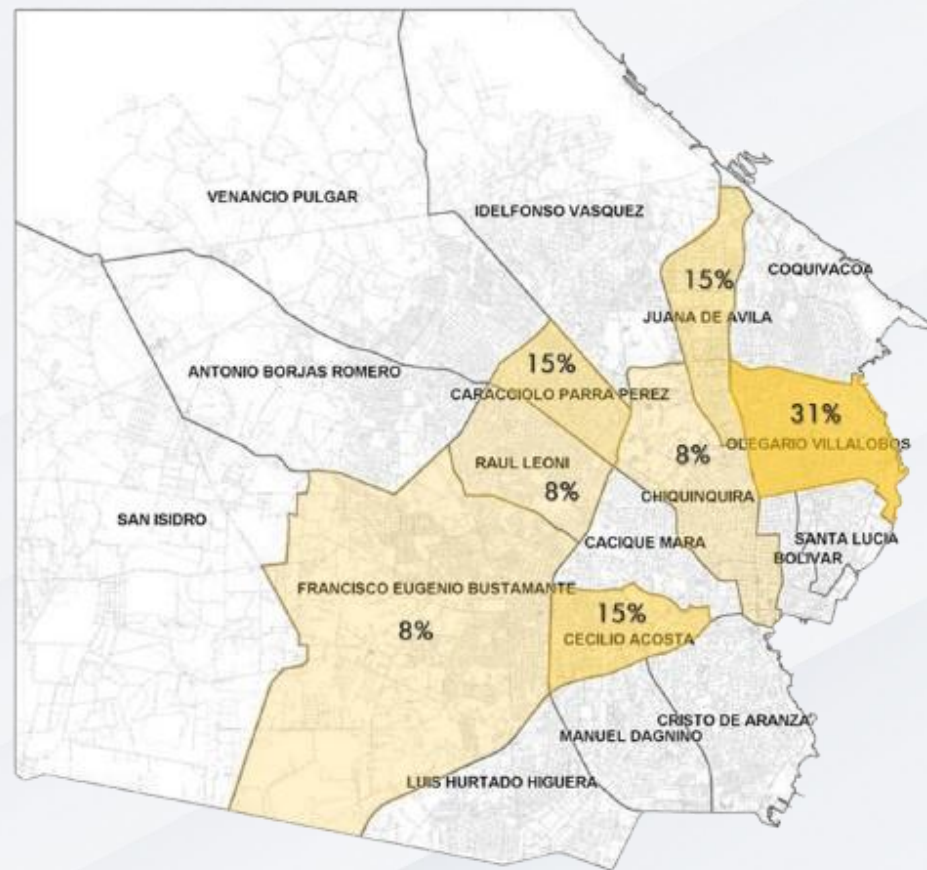 VENANCIO PULGAR
IDELFONSO VASQUEZ
COQUIVACOA
15%
JUANA DE AVILA
ANTONIO BORJAS ROMERO
15%
CARACCIOLO PARRA PEREZ
31%
OLEGARIO VILLALOBOS
RAUL LEONI
8%
8%
CHIQUINQUIRA
SAN ISIDRO
CACIQUE MARA
SANTA LUCIA
BOLIVAR
FRANCISCO EUGENIO BUSTAMANTE
8%
15%
CECILIO ACOSTA
CRISTO DE ARANZA
MANUEL DAGNINO
LUIS HURTADO HIGUERA